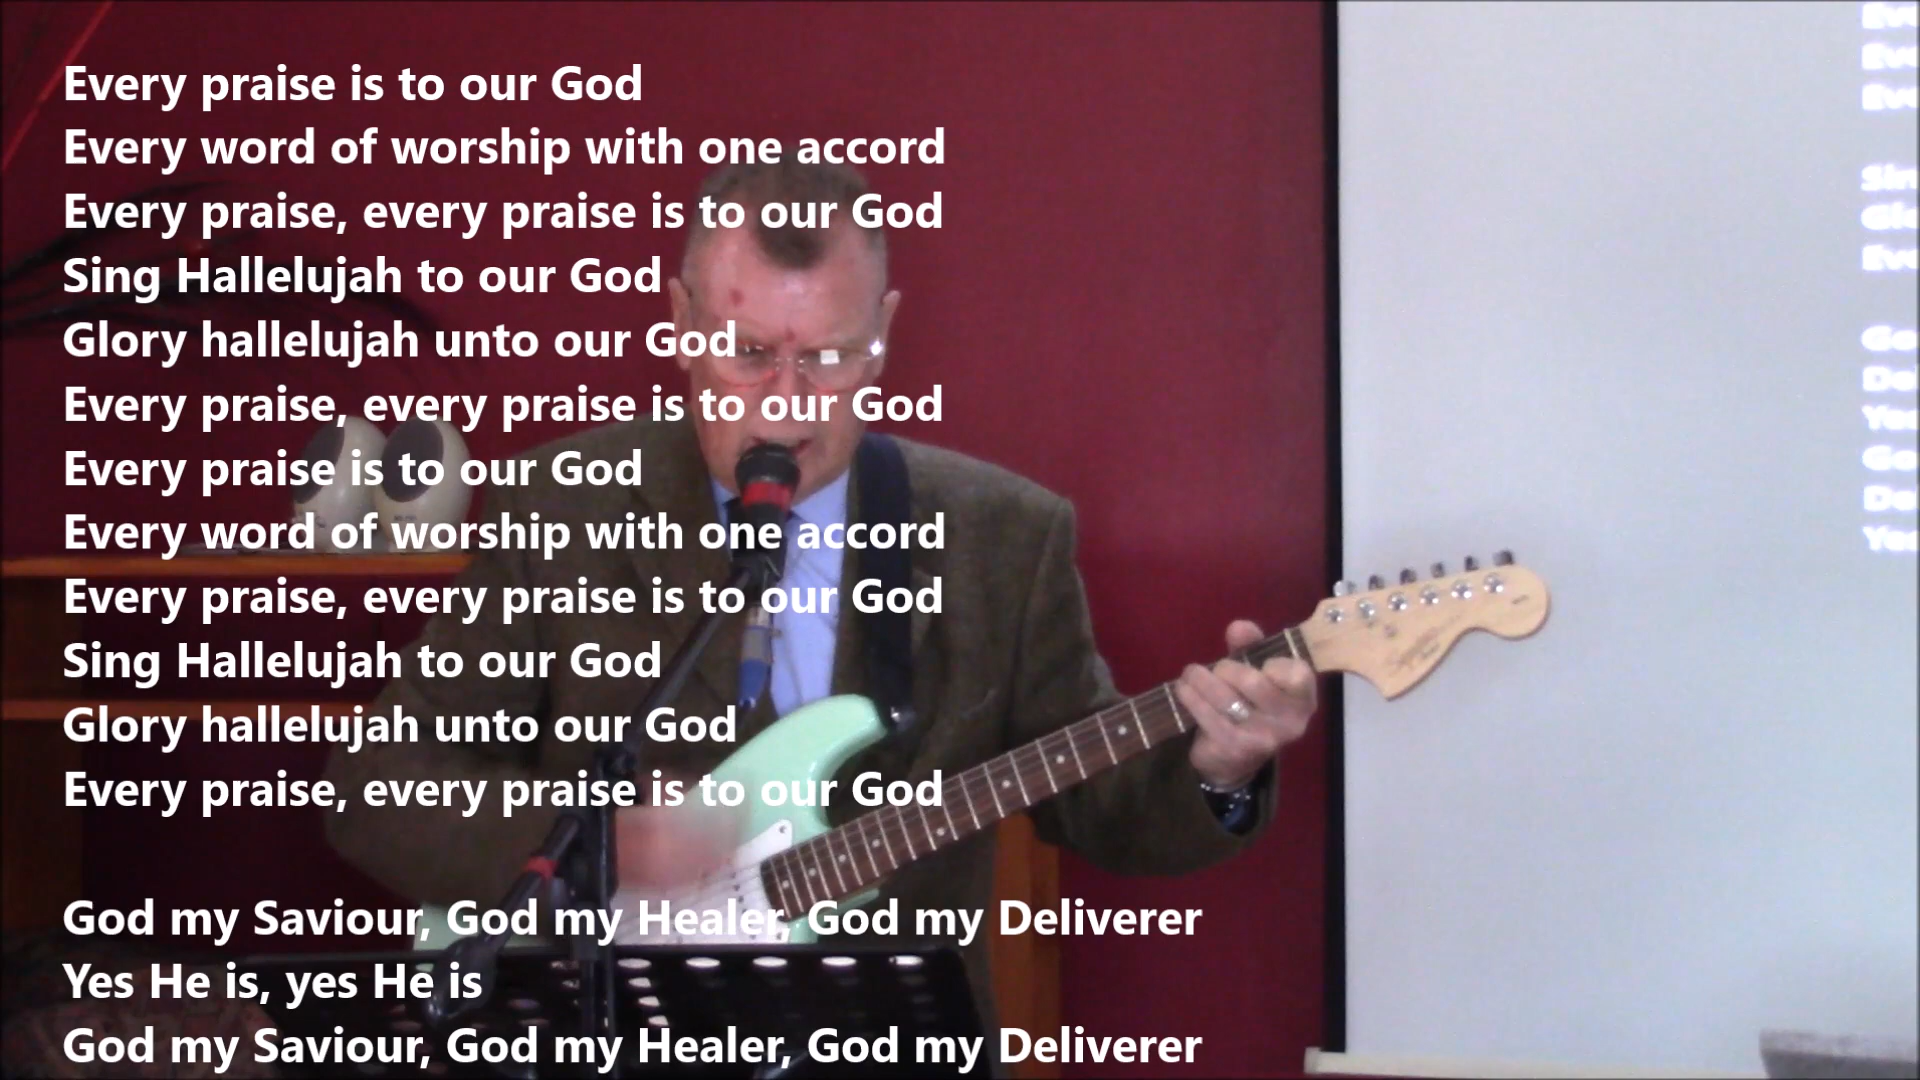 Every praise is to our God
Every word of worship with one accord
Every praise, every praise is to our God
Sing Hallelujah to our God
Glory hallelujah unto our God
Every praise, every praise is to our God
Every praise is to our God
Every word of worship with one accord
Every praise, every praise is to our God
Sing Hallelujah to our God
Glory hallelujah unto our God
Every praise, every praise is to our God
God my Saviour, God my Healer, God my Deliverer
Yes He is, yes He is
God my Saviour, God my Healer, God my Deliverer